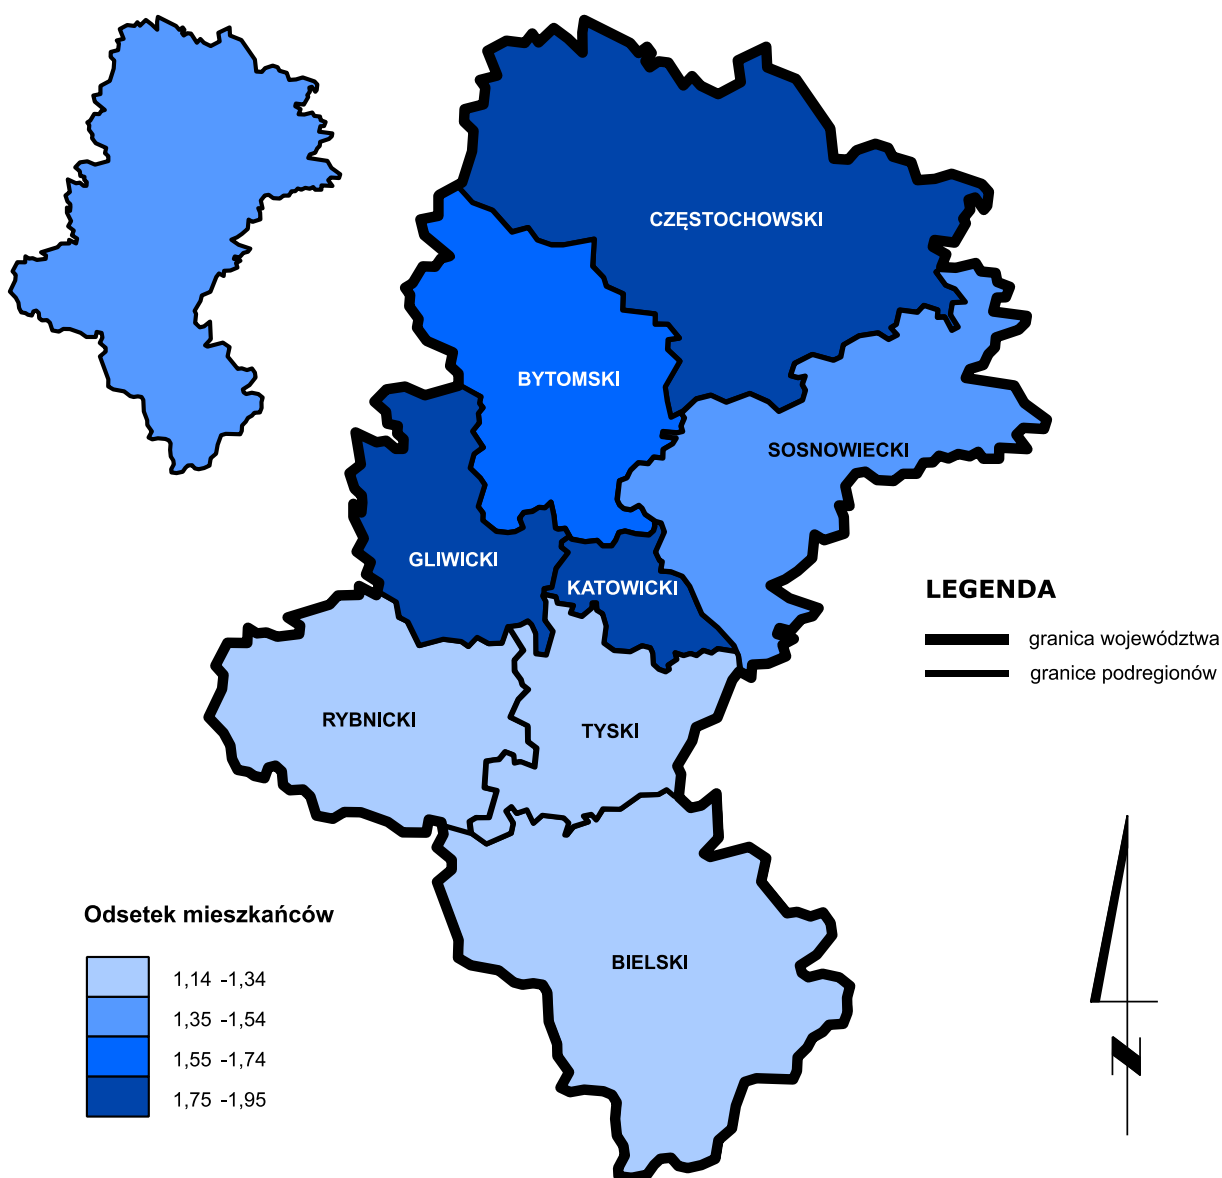 CZĘSTOCHOWSKI
BYTOMSKI
SOSNOWIECKI
GLIWICKI
KATOWICKI
RYBNICKI
TYSKI
BIELSKI
LEGENDA
granica województwa
granice podregionów
Odsetek mieszkańców
1,14 -1,34
1,35 -1,54
1,55 -1,74
1,75 -1,95
N